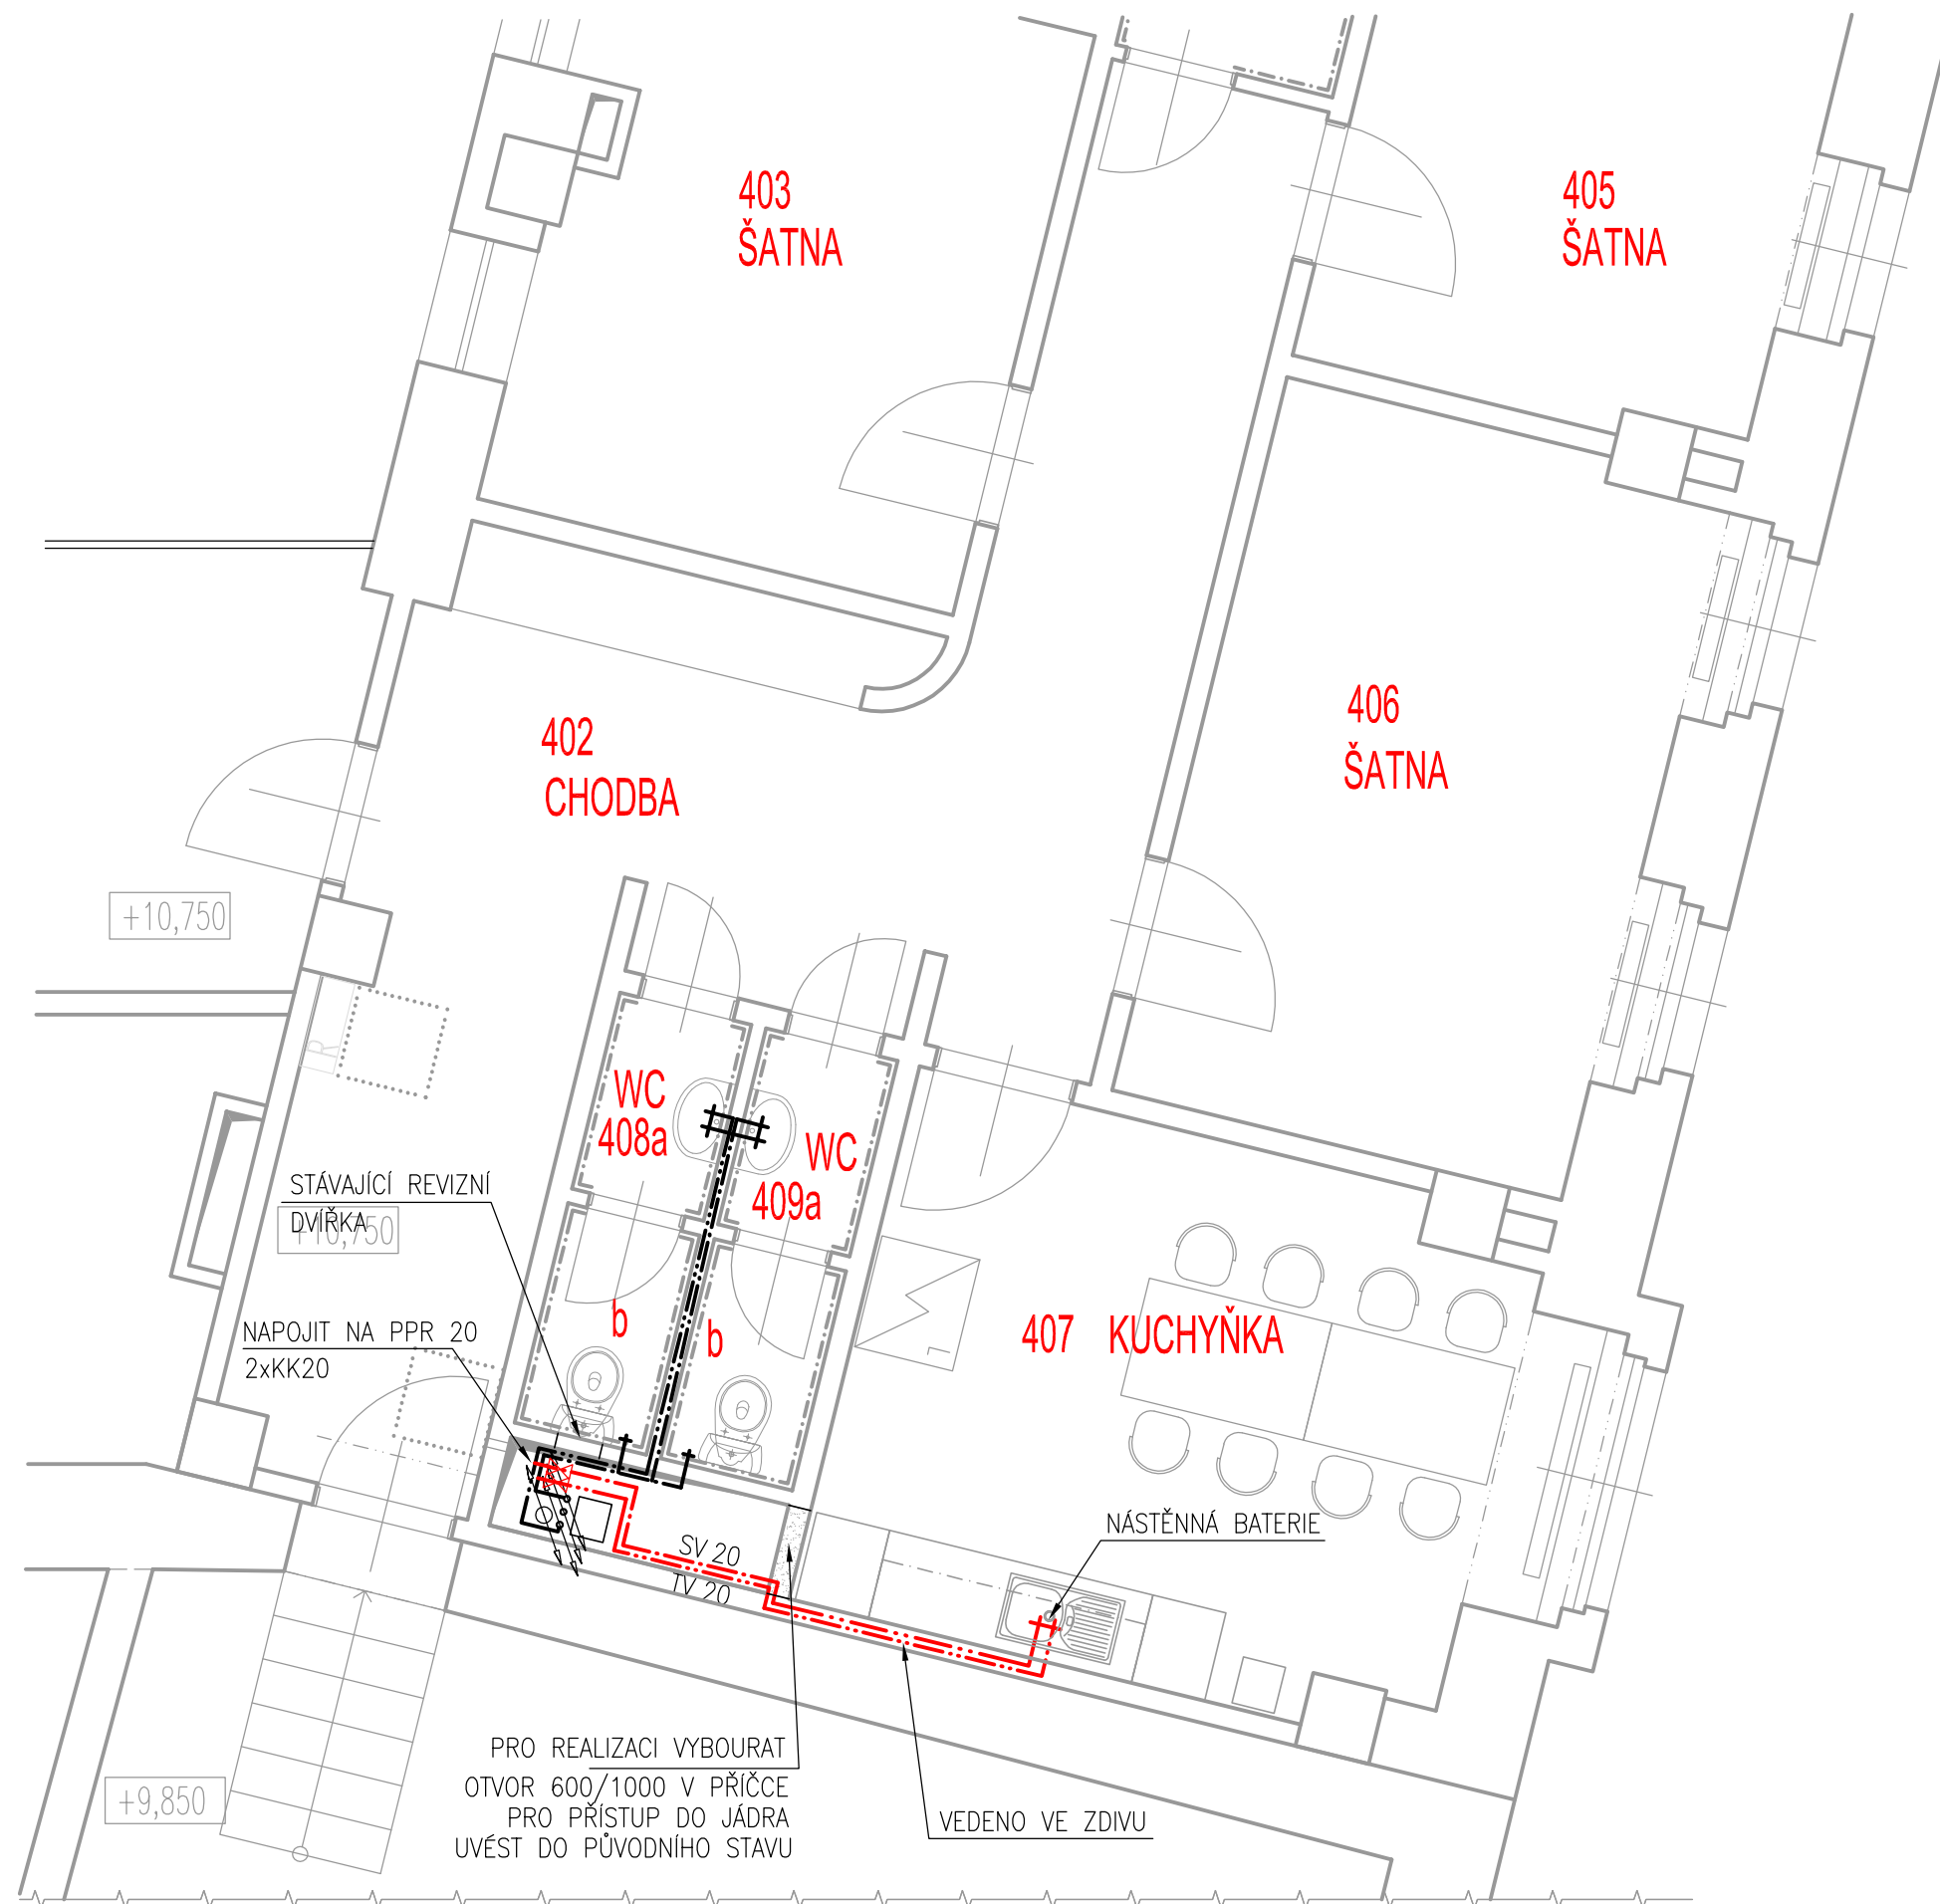 403
ŠATNA
405
ŠATNA
406
ŠATNA
402
CHODBA
+10,750
R
WC
408a
WC
409a
STÁVAJÍCÍ REVIZNÍ
DVÍŘKA
+10,750
b
b
NAPOJIT NA PPR 20
2xKK20
407 KUCHYŇKA
NÁSTĚNNÁ BATERIE
SV 20
TV 20
PRO REALIZACI VYBOURAT
OTVOR 600/1000 V PŘÍČCE
PRO PŘÍSTUP DO JÁDRA
UVÉST DO PŮVODNÍHO STAVU
VEDENO VE ZDIVU
+9,850